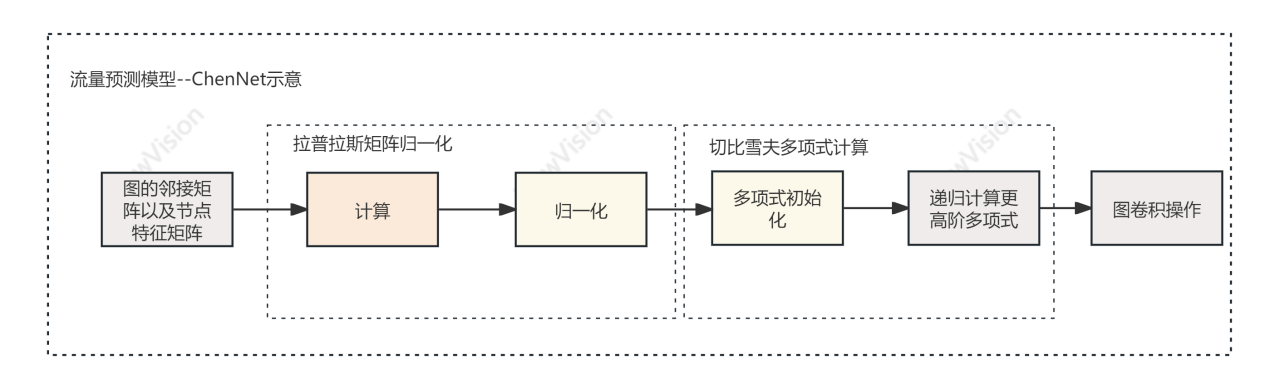 流量预测模型--ChenNet示意
拉普拉斯矩阵归一化
切比雪夫多项式计算
图的邻接矩
阵以及节点
特征矩阵
计算
归一化
多项式初始
化
递归计算更
高阶多项式
图卷积操作
wVision
wVision
wVision